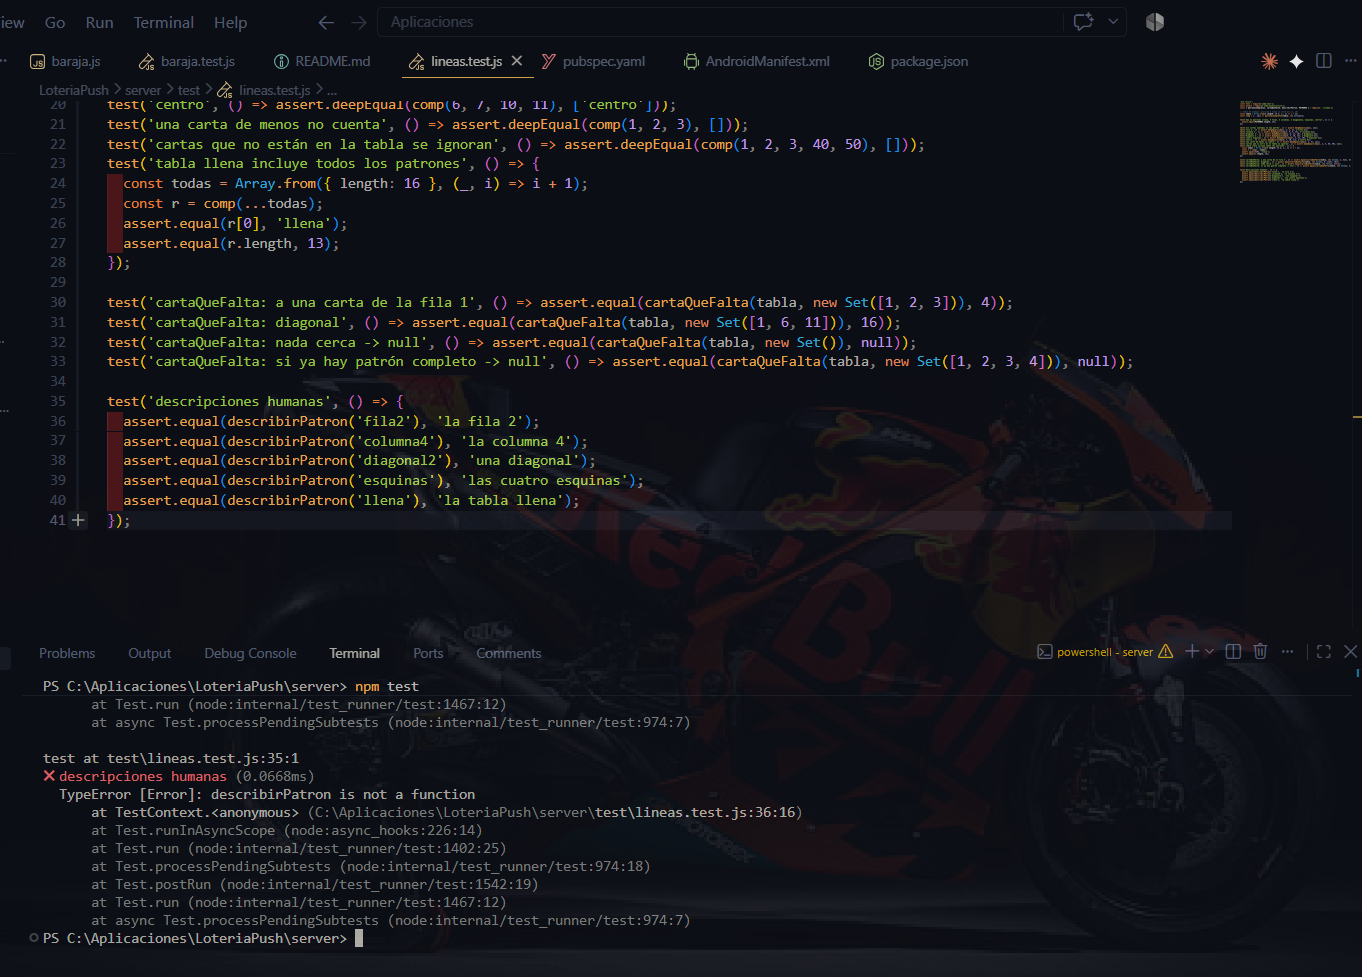 iew Go Run Terminal Help
Aplicaciones
baraja.js baraja.test.js README.md lineas.test.js pubspec.yaml AndroidManifest.xml package.json
LoteriaPush > server > test > lineas.test.js > ...
20 test('centro', () => assert.deepEqual(comp(6, 7, 10, 11), ['centro']));
21 test('una carta de menos no cuenta', () => assert.deepEqual(comp(1, 2, 3), []));
22 test('cartas que no están en la tabla se ignoran', () => assert.deepEqual(comp(1, 2, 3, 40, 50), []));
23 test('tabla llena incluye todos los patrones', () => {
24 const todas = Array.from({ length: 16 }, (_, i) => i + 1);
25 const r = comp(...todas);
26 assert.equal(r[0], 'llena');
27 assert.equal(r.length, 13);
28 });
29
30 test('cartaQueFalta: a una carta de la fila 1', () => assert.equal(cartaQueFalta(tabla, new Set([1, 2, 3])), 4));
31 test('cartaQueFalta: diagonal', () => assert.equal(cartaQueFalta(tabla, new Set([1, 6, 11])), 16));
32 test('cartaQueFalta: nada cerca -> null', () => assert.equal(cartaQueFalta(tabla, new Set()), null));
33 test('cartaQueFalta: si ya hay patrón completo -> null', () => assert.equal(cartaQueFalta(tabla, new Set([1, 2, 3, 4])), null));
34
35 test('descripciones humanas', () => {
36 assert.equal(describirPatron('fila2'), 'la fila 2');
37 assert.equal(describirPatron('columna4'), 'la columna 4');
38 assert.equal(describirPatron('diagonal2'), 'una diagonal');
39 assert.equal(describirPatron('esquinas'), 'las cuatro esquinas');
40 assert.equal(describirPatron('llena'), 'la tabla llena');
41 });
Problems Output Debug Console Terminal Ports Comments
powershell - server
PS C:\Aplicaciones\LoteriaPush\server> npm test
at Test.run (node:internal/test_runner/test:1467:12)
at async Test.processPendingSubtests (node:internal/test_runner/test:974:7)
test at test\lineas.test.js:35:1
✖ descripciones humanas (0.0668ms)
TypeError [Error]: describirPatron is not a function
at TestContext.<anonymous> (C:\Aplicaciones\LoteriaPush\server\test\lineas.test.js:36:16)
at Test.runInAsyncScope (node:async_hooks:226:14)
at Test.run (node:internal/test_runner/test:1402:25)
at Test.processPendingSubtests (node:internal/test_runner/test:974:18)
at Test.postRun (node:internal/test_runner/test:1542:19)
at Test.run (node:internal/test_runner/test:1467:12)
at async Test.processPendingSubtests (node:internal/test_runner/test:974:7)
PS C:\Aplicaciones\LoteriaPush\server>
Red Bull
KTM
MOTOREX